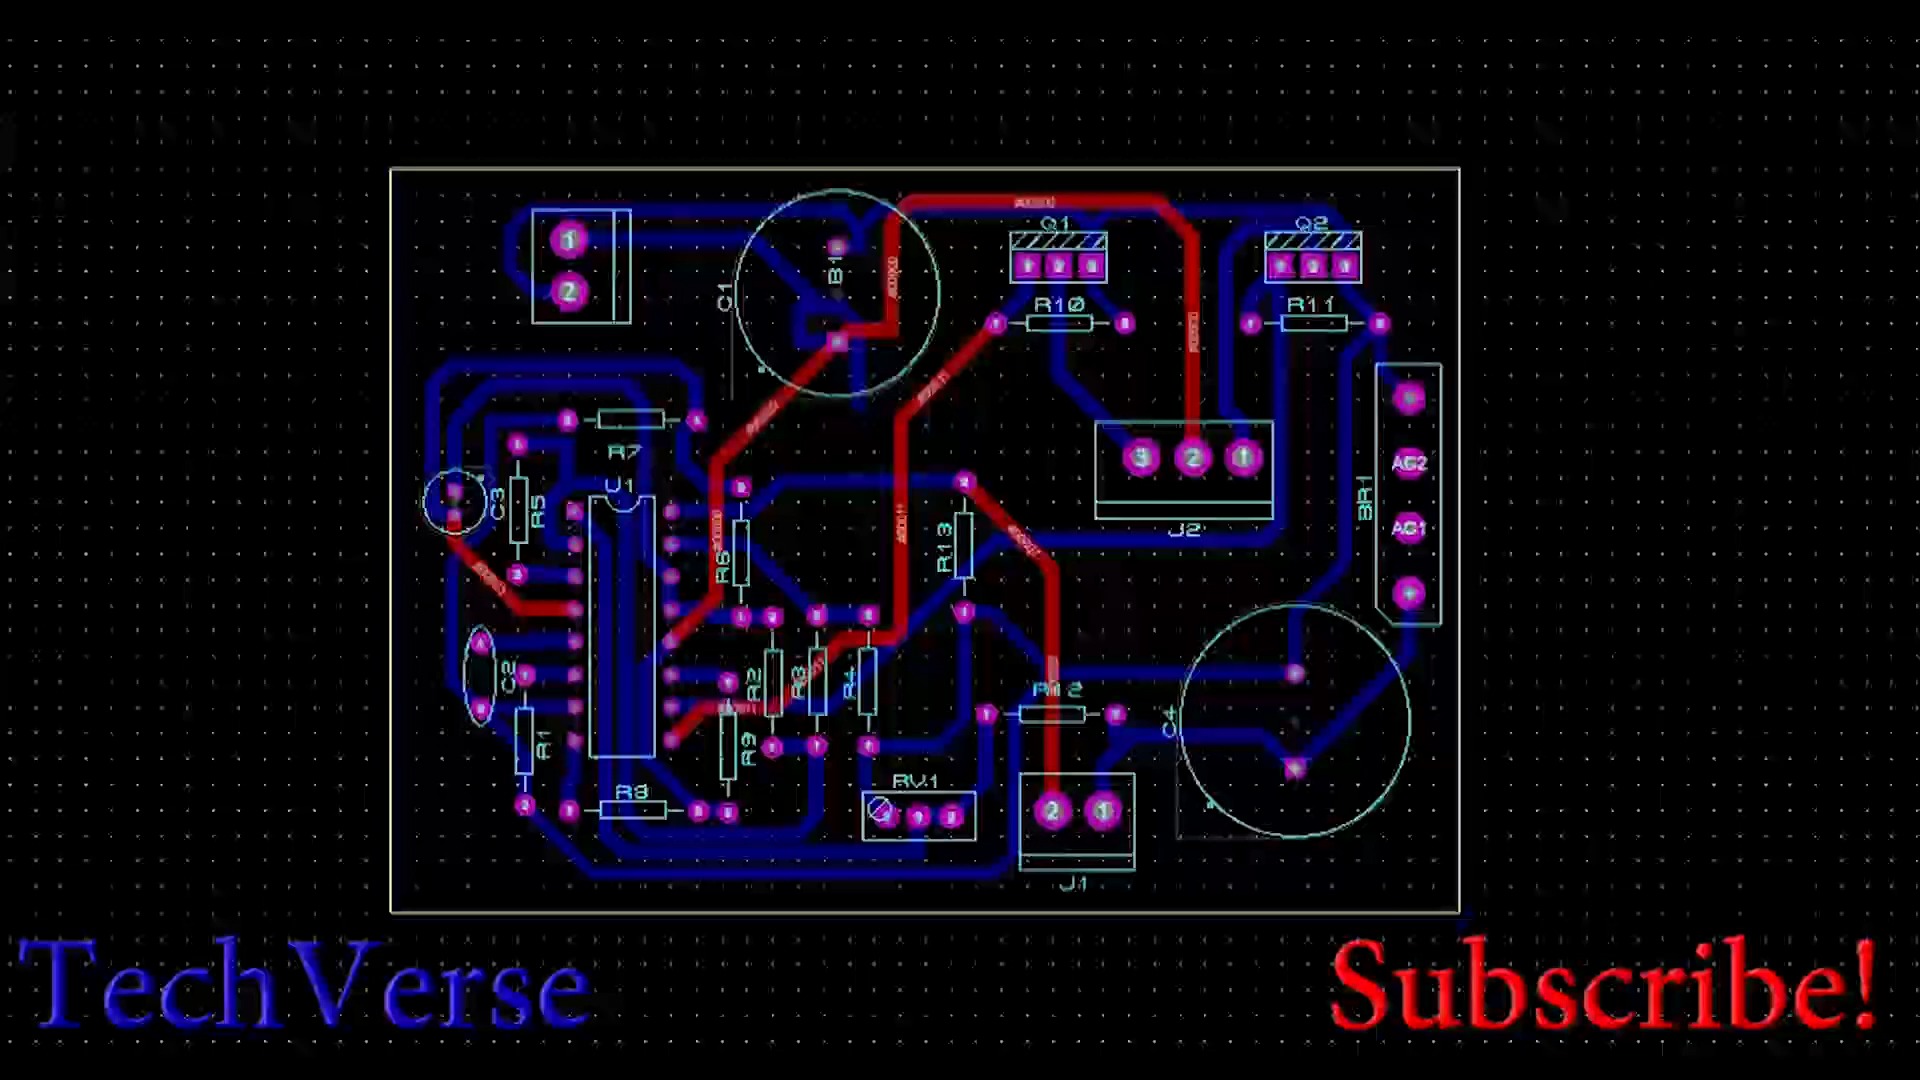 Q1
Q2
1
2
B1
C1
R10
R11
R7
U1
3
2
1
AC2
AC1
BR1
J2
C3
R5
R6
R13
C2
R2
R3
R4
R12
C4
R1
R9
R8
RV1
2
1
J1
TechVerse
Subscribe!